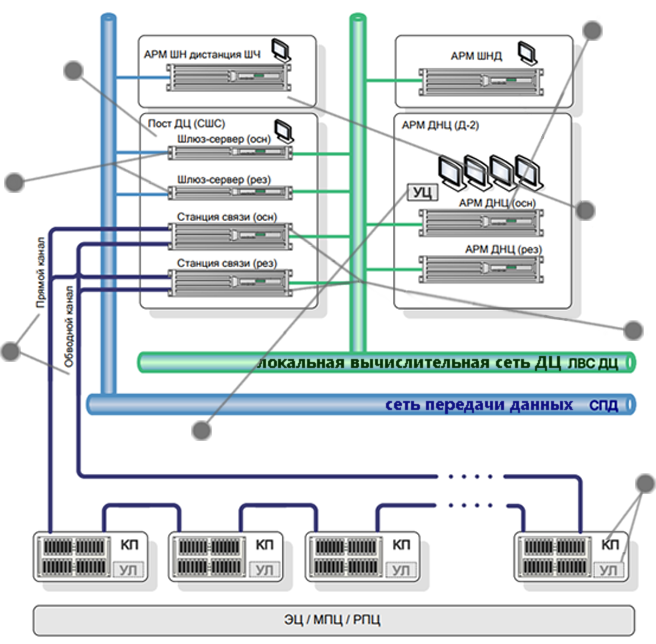 АРМ ШН дистанция ШЧ
АРМ ШНД
Пост ДЦ (СШС)
Шлюз-сервер (осн)
Шлюз-сервер (рез)
Станция связи (осн)
Станция связи (рез)
АРМ ДНЦ (Д-2)
УЦ
АРМ ДНЦ (осн)
АРМ ДНЦ (рез)
Прямой канал
Обводной канал
локальная вычислительная сеть ДЦ ЛВС ДЦ
сеть передачи данных СПД
КП
УЛ
КП
УЛ
КП
УЛ
КП
УЛ
ЭЦ / МПЦ / РПЦ